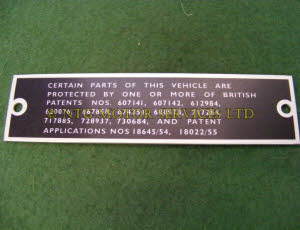 CERTAIN PARTS OF THIS VEHICLE ARE
PROTECTED BY ONE OR MORE OF BRITISH
PATENTS NOS. 607141, 607142, 612984,
717885, 728937, 730684, AND PATENT
APPLICATIONS NOS 18645/54, 18022/55